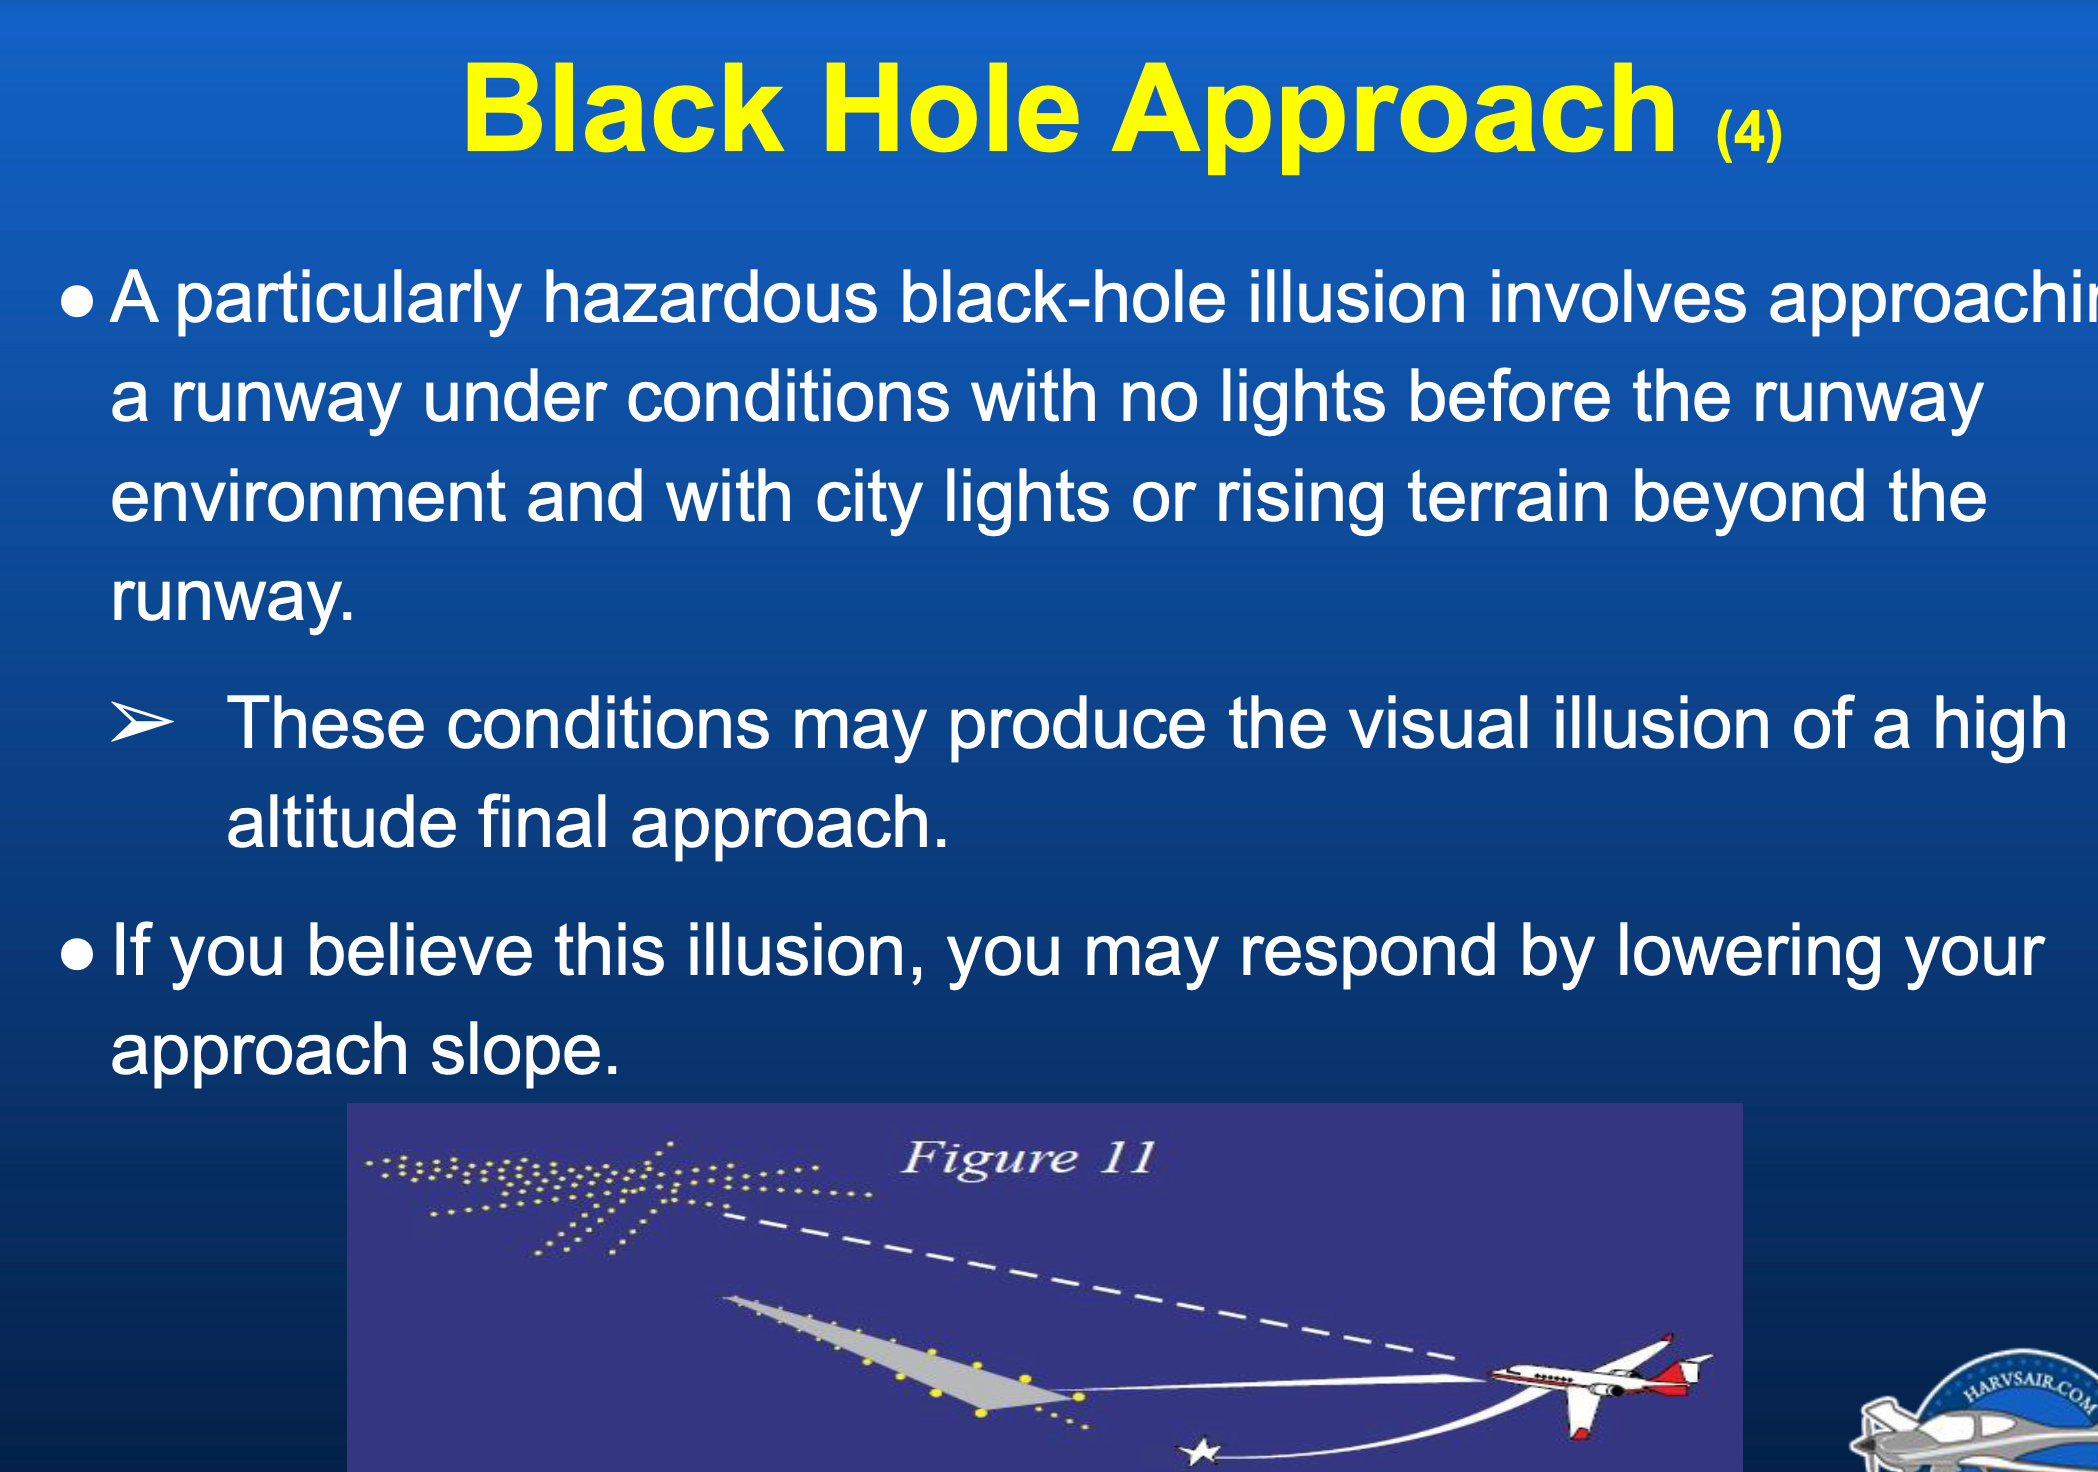 Black Hole Approach (4)
● A particularly hazardous black-hole illusion involves approachin
a runway under conditions with no lights before the runway
environment and with city lights or rising terrain beyond the
runway.
➢ These conditions may produce the visual illusion of a high
altitude final approach.
● If you believe this illusion, you may respond by lowering your
approach slope.
Figure 11
HARVSAIR.COM